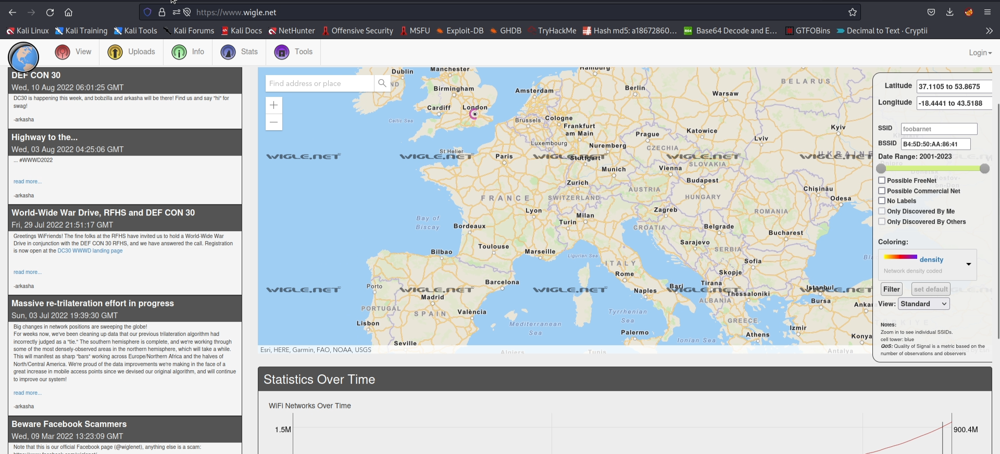 https://www.wigle.net
Kali Linux Kali Training Kali Tools Kali Forums Kali Docs NetHunter Offensive Security MSFU Exploit-DB GHDB TryHackMe Hash md5: a18672860... Base64 Decode and E... GTFOBins Decimal to Text · Cryptii
View Uploads Info Stats Tools Login
DEF CON 30
Wed, 10 Aug 2022 06:01:25 GMT
DC30 is happening this week, and bobzilla and arkasha will be there! Find us and say "hi" for
swag!
-arkasha
Highway to the...
Wed, 03 Aug 2022 04:25:06 GMT
... #WWWD2022
read more...
-arkasha
World-Wide War Drive, RFHS and DEF CON 30
Fri, 29 Jul 2022 21:51:17 GMT
Greetings WiFriends! The fine folks at the RFHS have invited us to hold a World-Wide War
Drive in conjunction with the DEF CON 30 RFHS, and we have answered the call. Registration
is now open at the DC30 WWWD landing page
read more...
-arkasha
Massive re-trilateration effort in progress
Sun, 03 Jul 2022 19:39:30 GMT
Big changes in network positions are sweeping the globe!
For weeks now, we've been cleaning up data that our previous trilateration algorithm had
incorrectly judged as a "tie." The southern hemisphere is complete, and we're working through
some of the most densely-observed areas in the northern hemisphere, which will take a while.
This will manifest as sharp "bars" working across Europe/Northern Africa and the halves of
North/Central America. We're proud of the data improvements we're making in the face of a
great increase in mobile access points since we devised our original algorithm, and will continue
to improve our system!
read more...
-arkasha
Beware Facebook Scammers
Wed, 09 Mar 2022 13:23:09 GMT
Note that this is our official Facebook page (@wiglenet), anything else is a scam:
Find address or place
+
−
Dublin
Manchester
Hamburg
Birmingham
Amsterdam
Berlin
Warsaw
BELARUS
Cardiff
London
Celtic Sea
Brussels
Cologne
Frankfurt
am Main
Katowice
Kyiv
Prague
Lviv
Luxembourg
Nuremberg
CZECHIA
St Helier
Paris
Stuttgart
UKRAINE
WIGLE.NET WIGLE.NET WIGLE.NET WIGLE.NET WIGLE.NET
SLOVAKIA
Munich
Vienna
Budapest
Zurich
AUSTRIA
Chișinău
FRANCE
SWITZERLAND
HUNGARY
Odesa
Lyon
Milan
Zagreb
ROMANIA
Bay of
Biscay
Turin
Bordeaux
CROATIA
Belgrade
Bucharest
Sarajevo
Toulouse
SERBIA
Bilbao
Marseille
Ligurian Sea
ITALY
Sofia
Rome
Skopje
Barcelona
Porto
Naples
Bari
Tirana
Istanbul
WIGLE.NET WIGLE.NET WIGLE.NET WIGLE.NET WIGLE.NET
Madrid
Thessaloniki
ALBANIA
Bursa
Ankar
PORTUGAL
SPAIN
València
Tyrrhenian
Sea
GREECE
Lisbon
Mediterranean
Sea
Palermo
Athens
Izmir
Konya
Ionian Sea
Seville
Algiers
Tunis
Antalya
Esri, HERE, Garmin, FAO, NOAA, USGS
Latitude 37.1105 to 53.8675
Longitude -18.4441 to 43.5188
SSID foobarnet
BSSID B4:5D:50:AA:86:41
Date Range: 2001-2023
Possible FreeNet
Possible Commercial Net
No Labels
Only Discovered By Me
Only Discovered By Others
Coloring:
density
Network density coded
Filter set default
View: Standard
Notes:
Zoom in to see individual SSIDs.
cell tower: blue
QoS: Quality of Signal is a metric based on the
number of observations and observers
Statistics Over Time
WiFi Networks Over Time
1.5M
900.4M